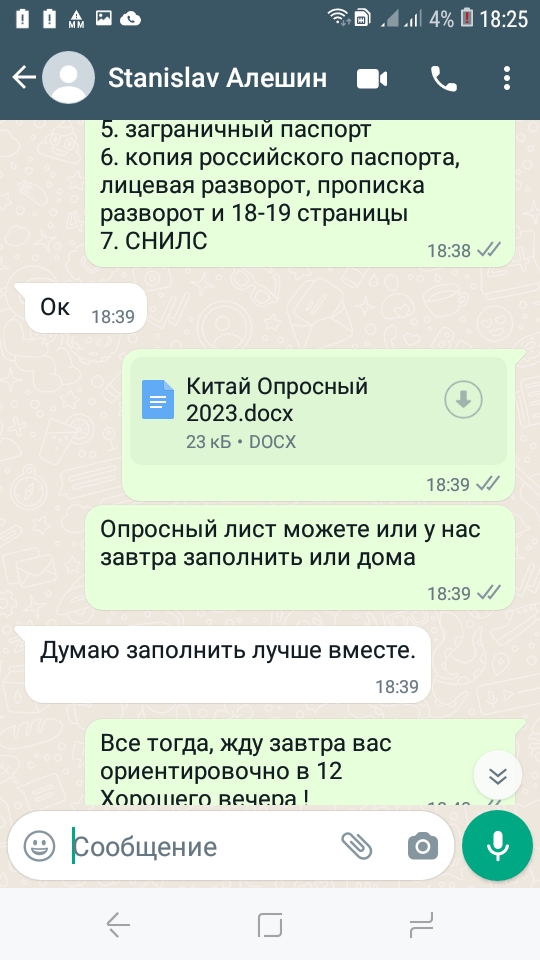 4% 18:25
Stanislav Алешин
5. заграничный паспорт
6. копия российского паспорта,
лицевая разворот, прописка
разворот и 18-19 страницы
7. СНИЛС
18:38
Ок
18:39
Китай Опросный
2023.docx
23 кБ • DOCX
18:39
Опросный лист можете или у нас
завтра заполнить или дома
18:39
Думаю заполнить лучше вместе.
18:39
Все тогда, жду завтра вас
ориентировочно в 12
Хорошего вечера !
Сообщение